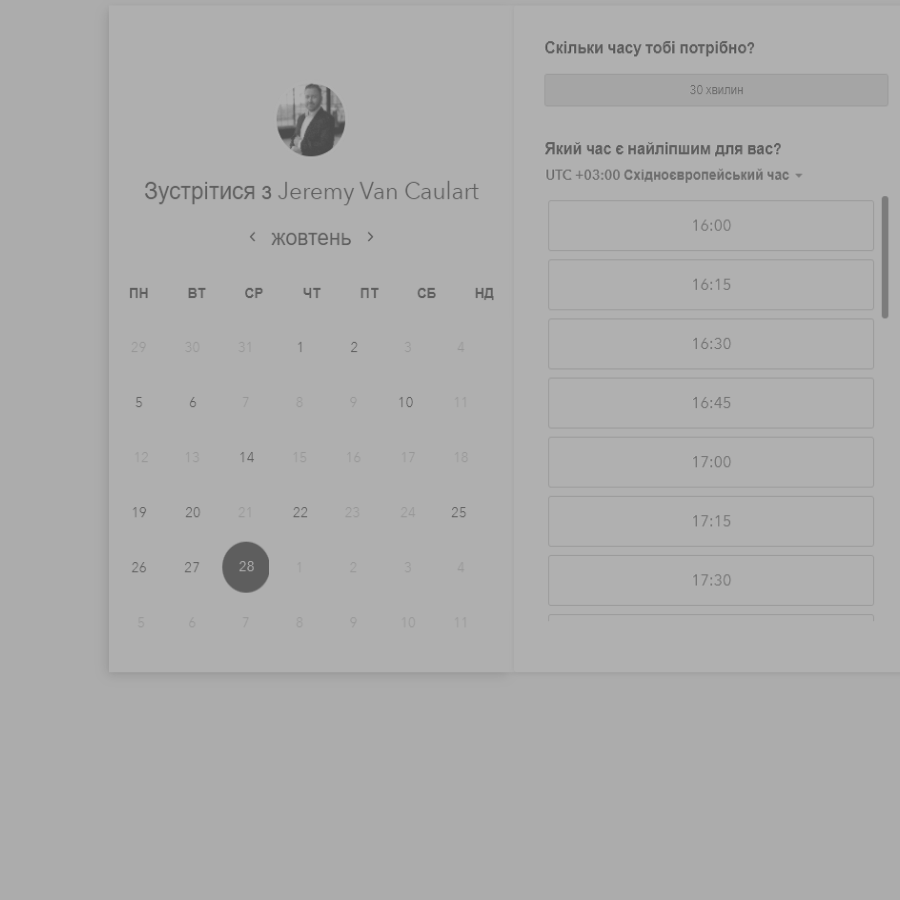 Зустрітися з Jeremy Van Caulart
жовтень
ПН ВТ СР ЧТ ПТ СБ НД
29 30 31 1 2 3 4
5 6 7 8 9 10 11
12 13 14 15 16 17 18
19 20 21 22 23 24 25
26 27 28 1 2 3 4
5 6 7 8 9 10 11
Скільки часу тобі потрібно?
30 хвилин
Який час є найліпшим для вас?
UTC +03:00 Східноєвропейський час
16:00
16:15
16:30
16:45
17:00
17:15
17:30